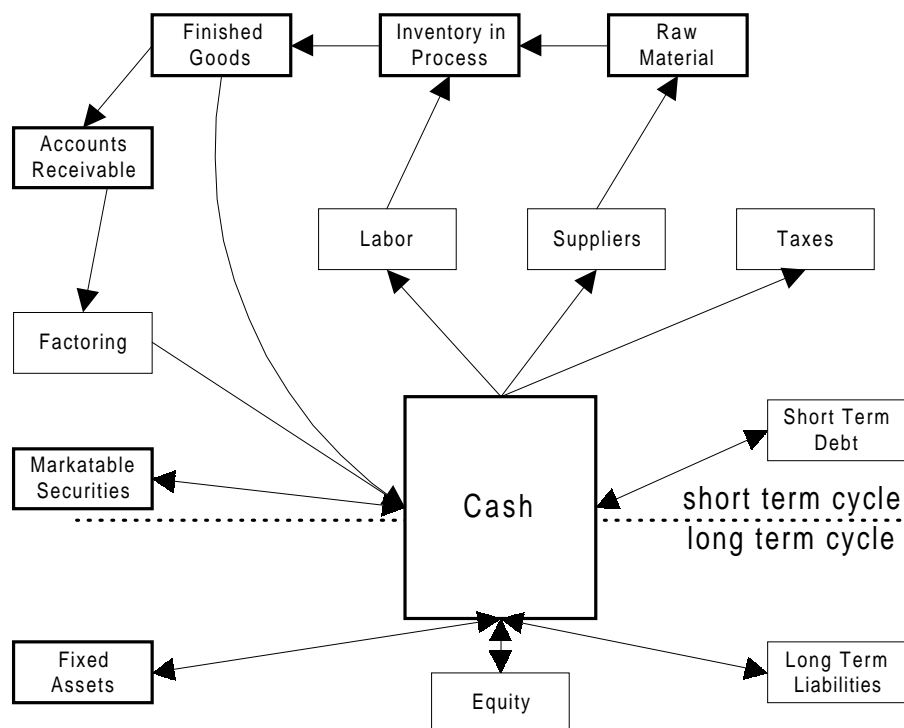 Finished
Goods
Inventory in
Process
Raw
Material
Accounts
Receivable
Labor
Suppliers
Taxes
Factoring
Short Term
Debt
Markatable
Securities
Cash
short term cycle
long term cycle
Fixed
Assets
Equity
Long Term
Liabilities